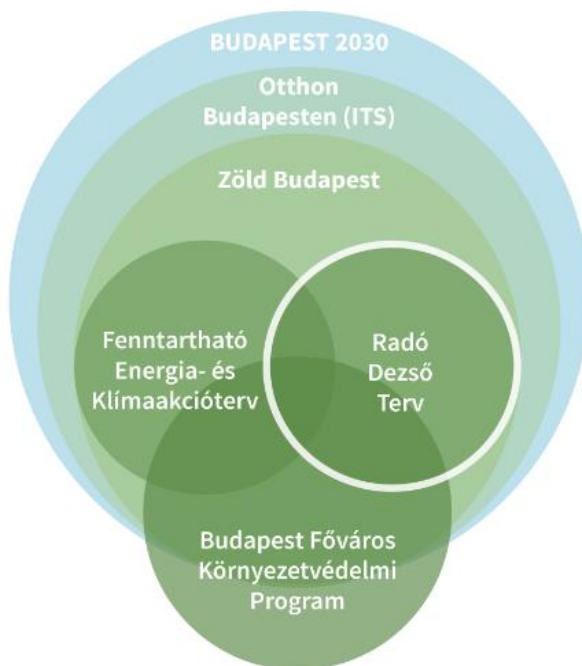 BUDAPEST 2030
Otthon
Budapesten (ITS)
Zöld Budapest
Fenntartható
Energia- és
Klímaakcióterv
Radó
Dezső
Terv
Budapest Főváros
Környezetvédelmi
Program